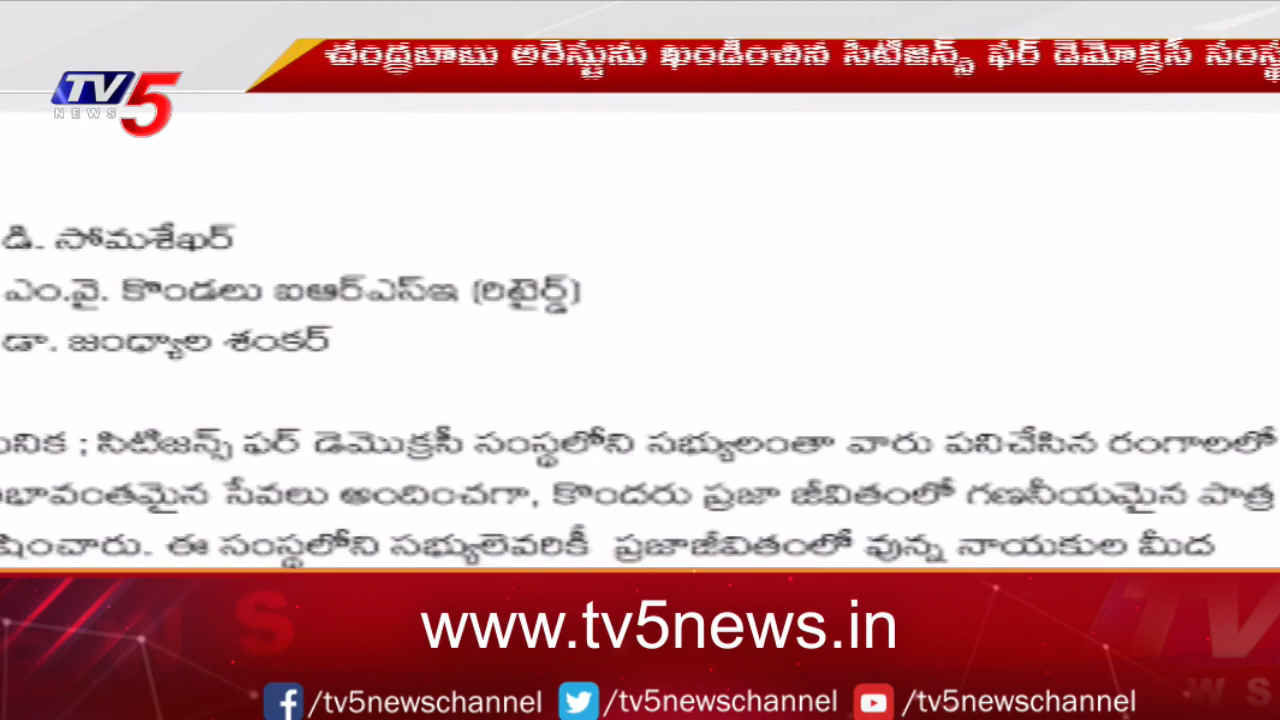 చంద్రబాబు అరెస్టును ఖండించిన సిటిజన్స్ ఫర్ డెమోక్రసీ సంస్థ
TV5
NEWS
డి. సోమశేఖర్
ఎం.వై. కొండలు ఐఆర్ఎస్ఇ (రిటైర్డ్)
డా. జంధ్యాల శంకర్
నిక ; సిటిజన్స్ ఫర్ డెమొక్రసీ సంస్థలోని సభ్యులంతా వారు పనిచేసిన రంగాలలో
భావంతమైన సేవలు అందించగా, కొందరు ప్రజా జీవితంలో గణనీయమైన పాత్ర
షించారు. ఈ సంస్థలోని సభ్యులెవరికీ ప్రజాజీవితంలో వున్న నాయకుల మీద
www.tv5news.in
/tv5newschannel /tv5newschannel /tv5newschannel